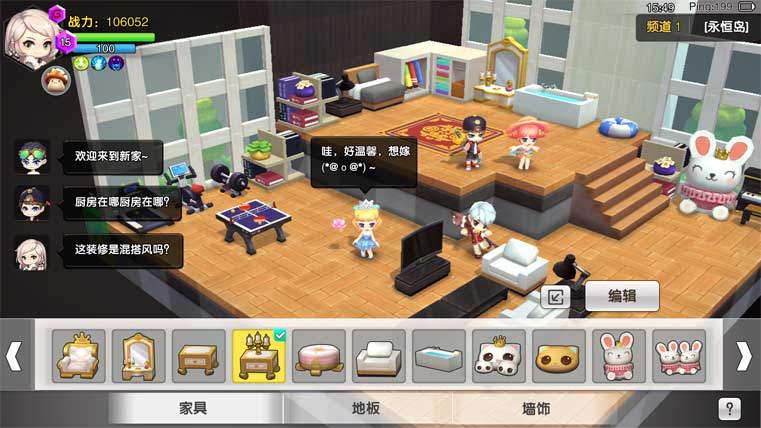 战力：106052
15
100
15:49
Ping:199
频道 1
[永恒岛]
欢迎来到新家~
厨房在哪厨房在哪？
这装修是混搭风吗？
哇，好温馨，想嫁
(*@ o @*) ~
编辑
家具
地板
墙饰
?